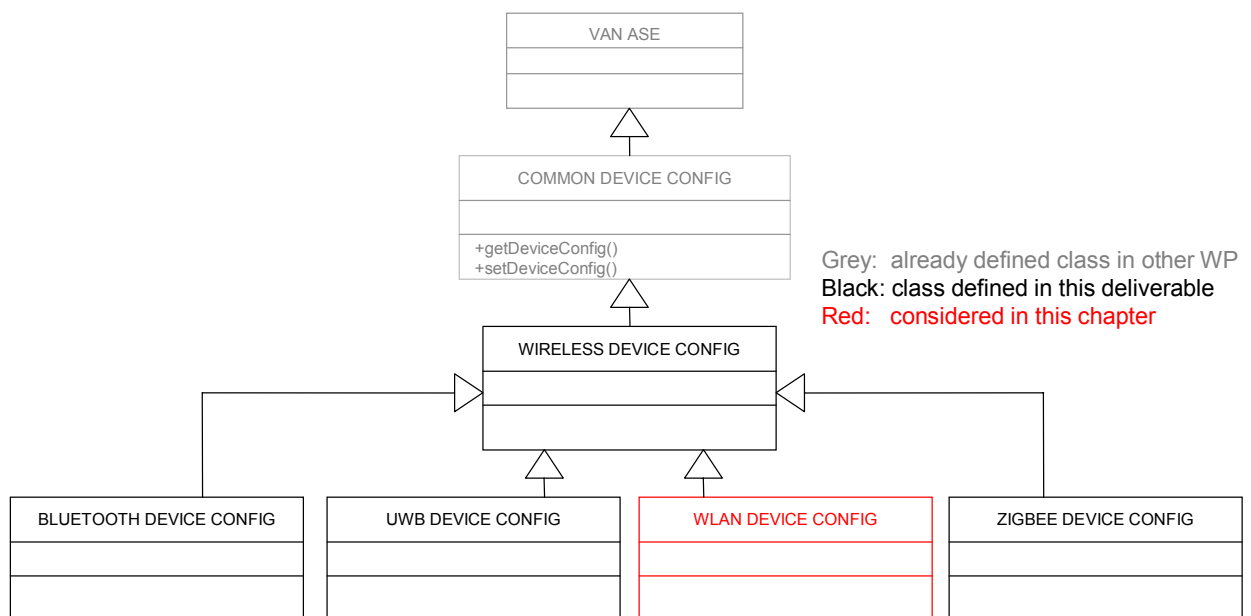 VAN ASE
COMMON DEVICE CONFIG
+getDeviceConfig()
+setDeviceConfig()
Grey: already defined class in other WP
Black: class defined in this deliverable
Red: considered in this chapter
WIRELESS DEVICE CONFIG
BLUETOOTH DEVICE CONFIG
UWB DEVICE CONFIG
WLAN DEVICE CONFIG
ZIGBEE DEVICE CONFIG